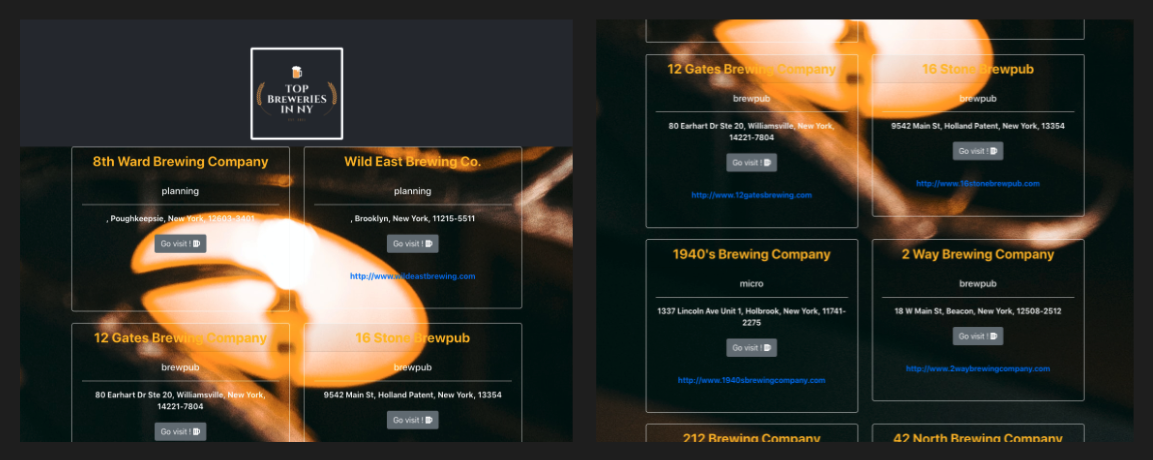 TOP
BREWERIES
IN NY
8th Ward Brewing Company
planning
, Poughkeepsie, New York, 12603-3401
Go visit !
Wild East Brewing Co.
planning
, Brooklyn, New York, 11215-5511
Go visit !
http://www.wildeastbrewing.com
12 Gates Brewing Company
brewpub
80 Earhart Dr Ste 20, Williamsville, New York,
14221-7804
Go visit !
16 Stone Brewpub
brewpub
9542 Main St, Holland Patent, New York, 13354
Go visit !
12 Gates Brewing Company
brewpub
80 Earhart Dr Ste 20, Williamsville, New York,
14221-7804
Go visit !
http://www.12gatesbrewing.com
16 Stone Brewpub
brewpub
9542 Main St, Holland Patent, New York, 13354
Go visit !
http://www.16stonebrewpub.com
1940's Brewing Company
micro
1337 Lincoln Ave Unit 1, Holbrook, New York, 11741-
2275
Go visit !
http://www.1940sbrewingcompany.com
2 Way Brewing Company
brewpub
18 W Main St, Beacon, New York, 12508-2512
Go visit !
http://www.2waybrewingcompany.com
212 Brewing Company
42 North Brewing Company